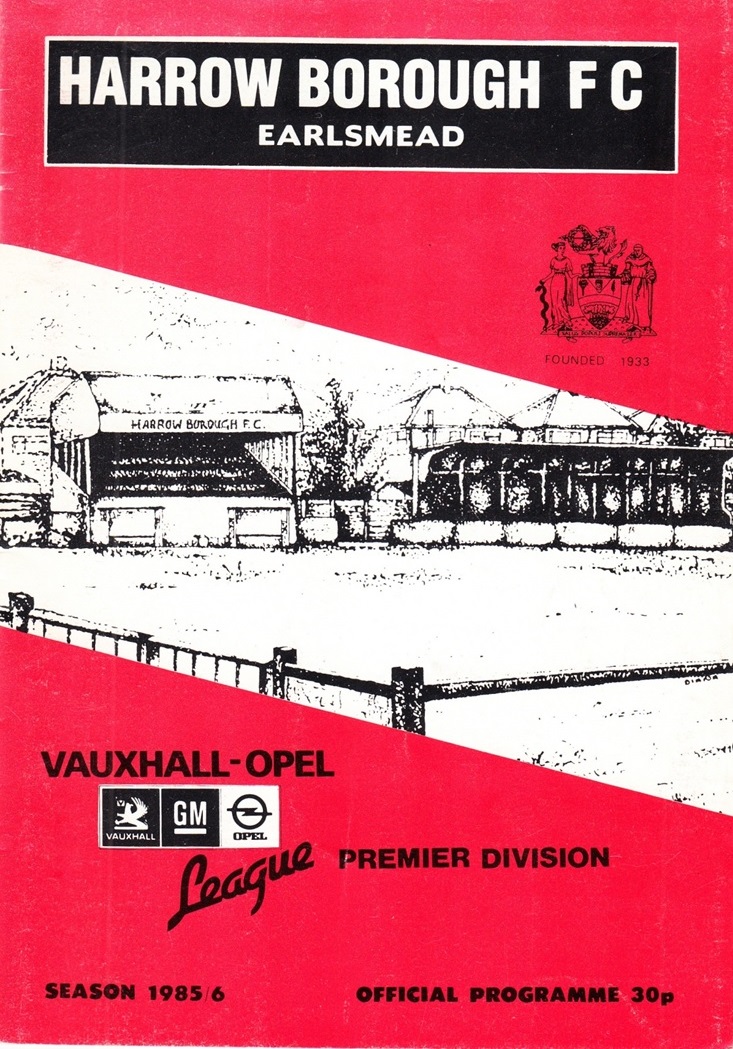 HARROW BOROUGH F C
EARLSMEAD
FOUNDED 1933
HARROW BOROUGH F.C.
VAUXHALL-OPEL
VAUXHALL
GM
OPEL
League
PREMIER DIVISION
SEASON 1985/6
OFFICIAL PROGRAMME 30p